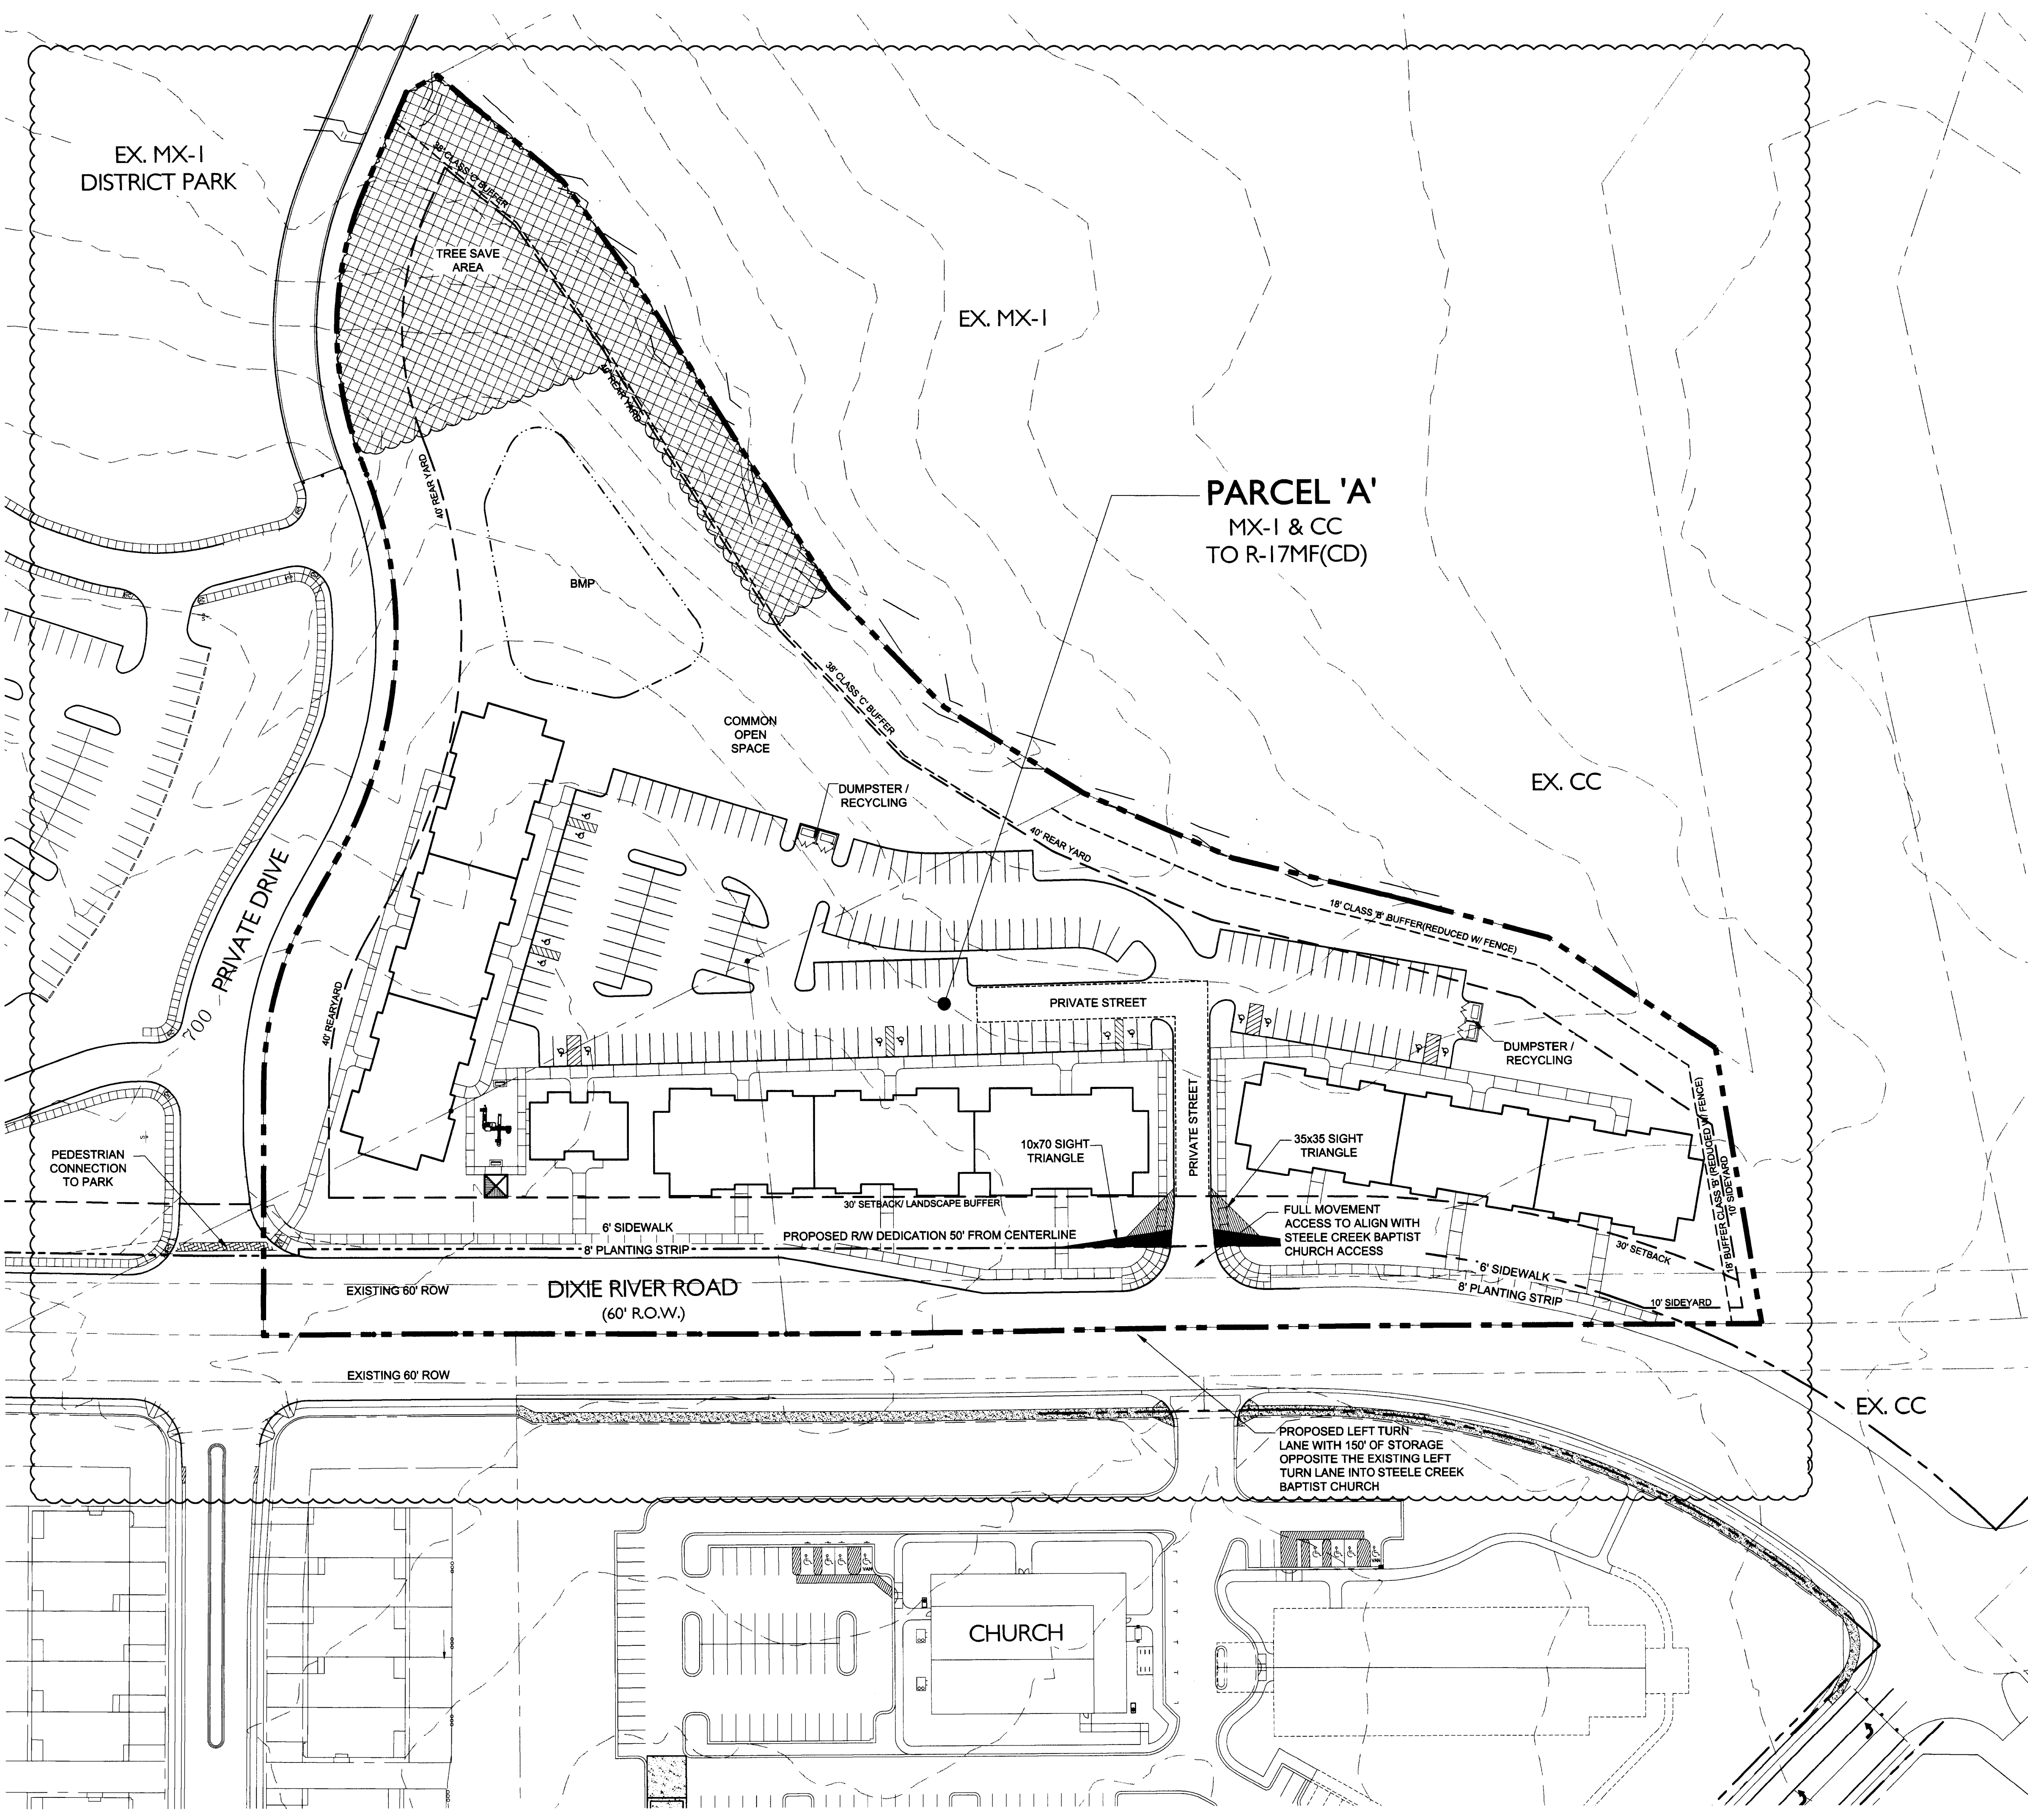 EX. MX-1
DISTRICT PARK
38' CLASS 'C' BUFFER
TREE SAVE
AREA
EX. MX-1
40' REAR YARD
40' REAR YARD
PARCEL 'A'
MX-1 & CC
TO R-17MF(CD)
BMP
38' CLASS 'C' BUFFER
COMMON
OPEN
SPACE
DUMPSTER /
RECYCLING
EX. CC
40' REAR YARD
PRIVATE DRIVE
18' CLASS 'B' BUFFER(REDUCED W/ FENCE)
700
40' REARYARD
PRIVATE STREET
DUMPSTER /
RECYCLING
PRIVATE STREET
18' BUFFER CLASS 'B'(REDUCED W/ FENCE)
10' SIDEYARD
PEDESTRIAN
CONNECTION
TO PARK
10x70 SIGHT
TRIANGLE
35x35 SIGHT
TRIANGLE
30' SETBACK/ LANDSCAPE BUFFER
FULL MOVEMENT
ACCESS TO ALIGN WITH
STEELE CREEK BAPTIST
CHURCH ACCESS
6' SIDEWALK
PROPOSED R/W DEDICATION 50' FROM CENTERLINE
8' PLANTING STRIP
30' SETBACK
6' SIDEWALK
8' PLANTING STRIP
10' SIDEYARD
EXISTING 60' ROW
DIXIE RIVER ROAD
(60' R.O.W.)
EXISTING 60' ROW
EX. CC
PROPOSED LEFT TURN
LANE WITH 150' OF STORAGE
OPPOSITE THE EXISTING LEFT
TURN LANE INTO STEELE CREEK
BAPTIST CHURCH
VAN
VAN
CHURCH